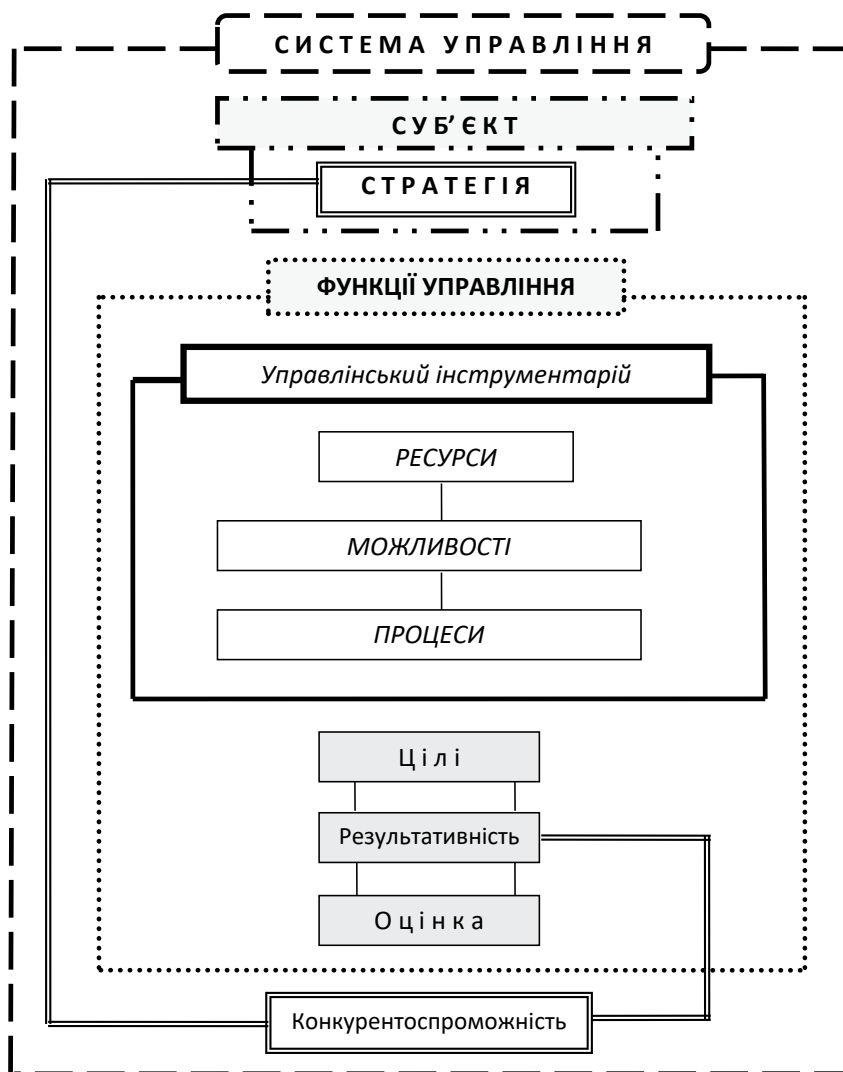 СИСТЕМА УПРАВЛІННЯ
СУБ’ЄКТ
СТРАТЕГІЯ
ФУНКЦІЇ УПРАВЛІННЯ
Управлінський інструментарій
РЕСУРСИ
МОЖЛИВОСТІ
ПРОЦЕСИ
Цілі
Результативність
Оцінка
Конкурентоспроможність